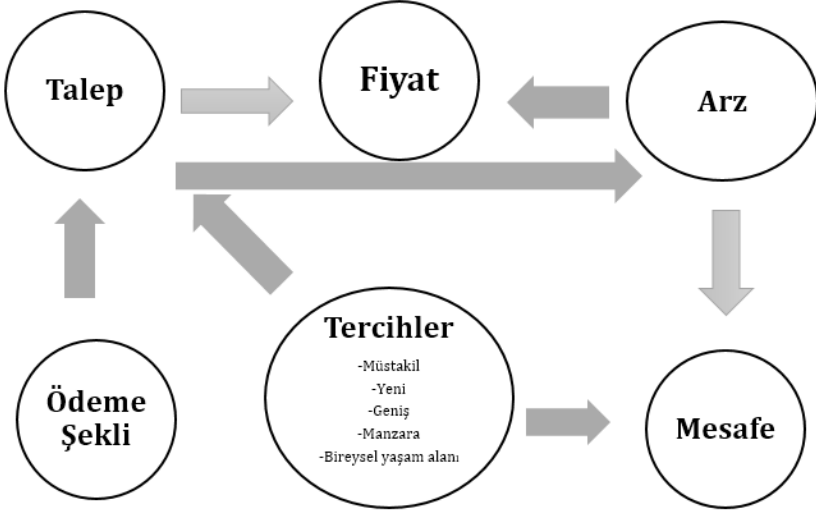 Talep
Fiyat
Arz
Ödeme
Şekli
Tercihler
-Müstakil
-Yeni
-Geniş
-Manzara
-Bireysel yaşam alanı
Mesafe